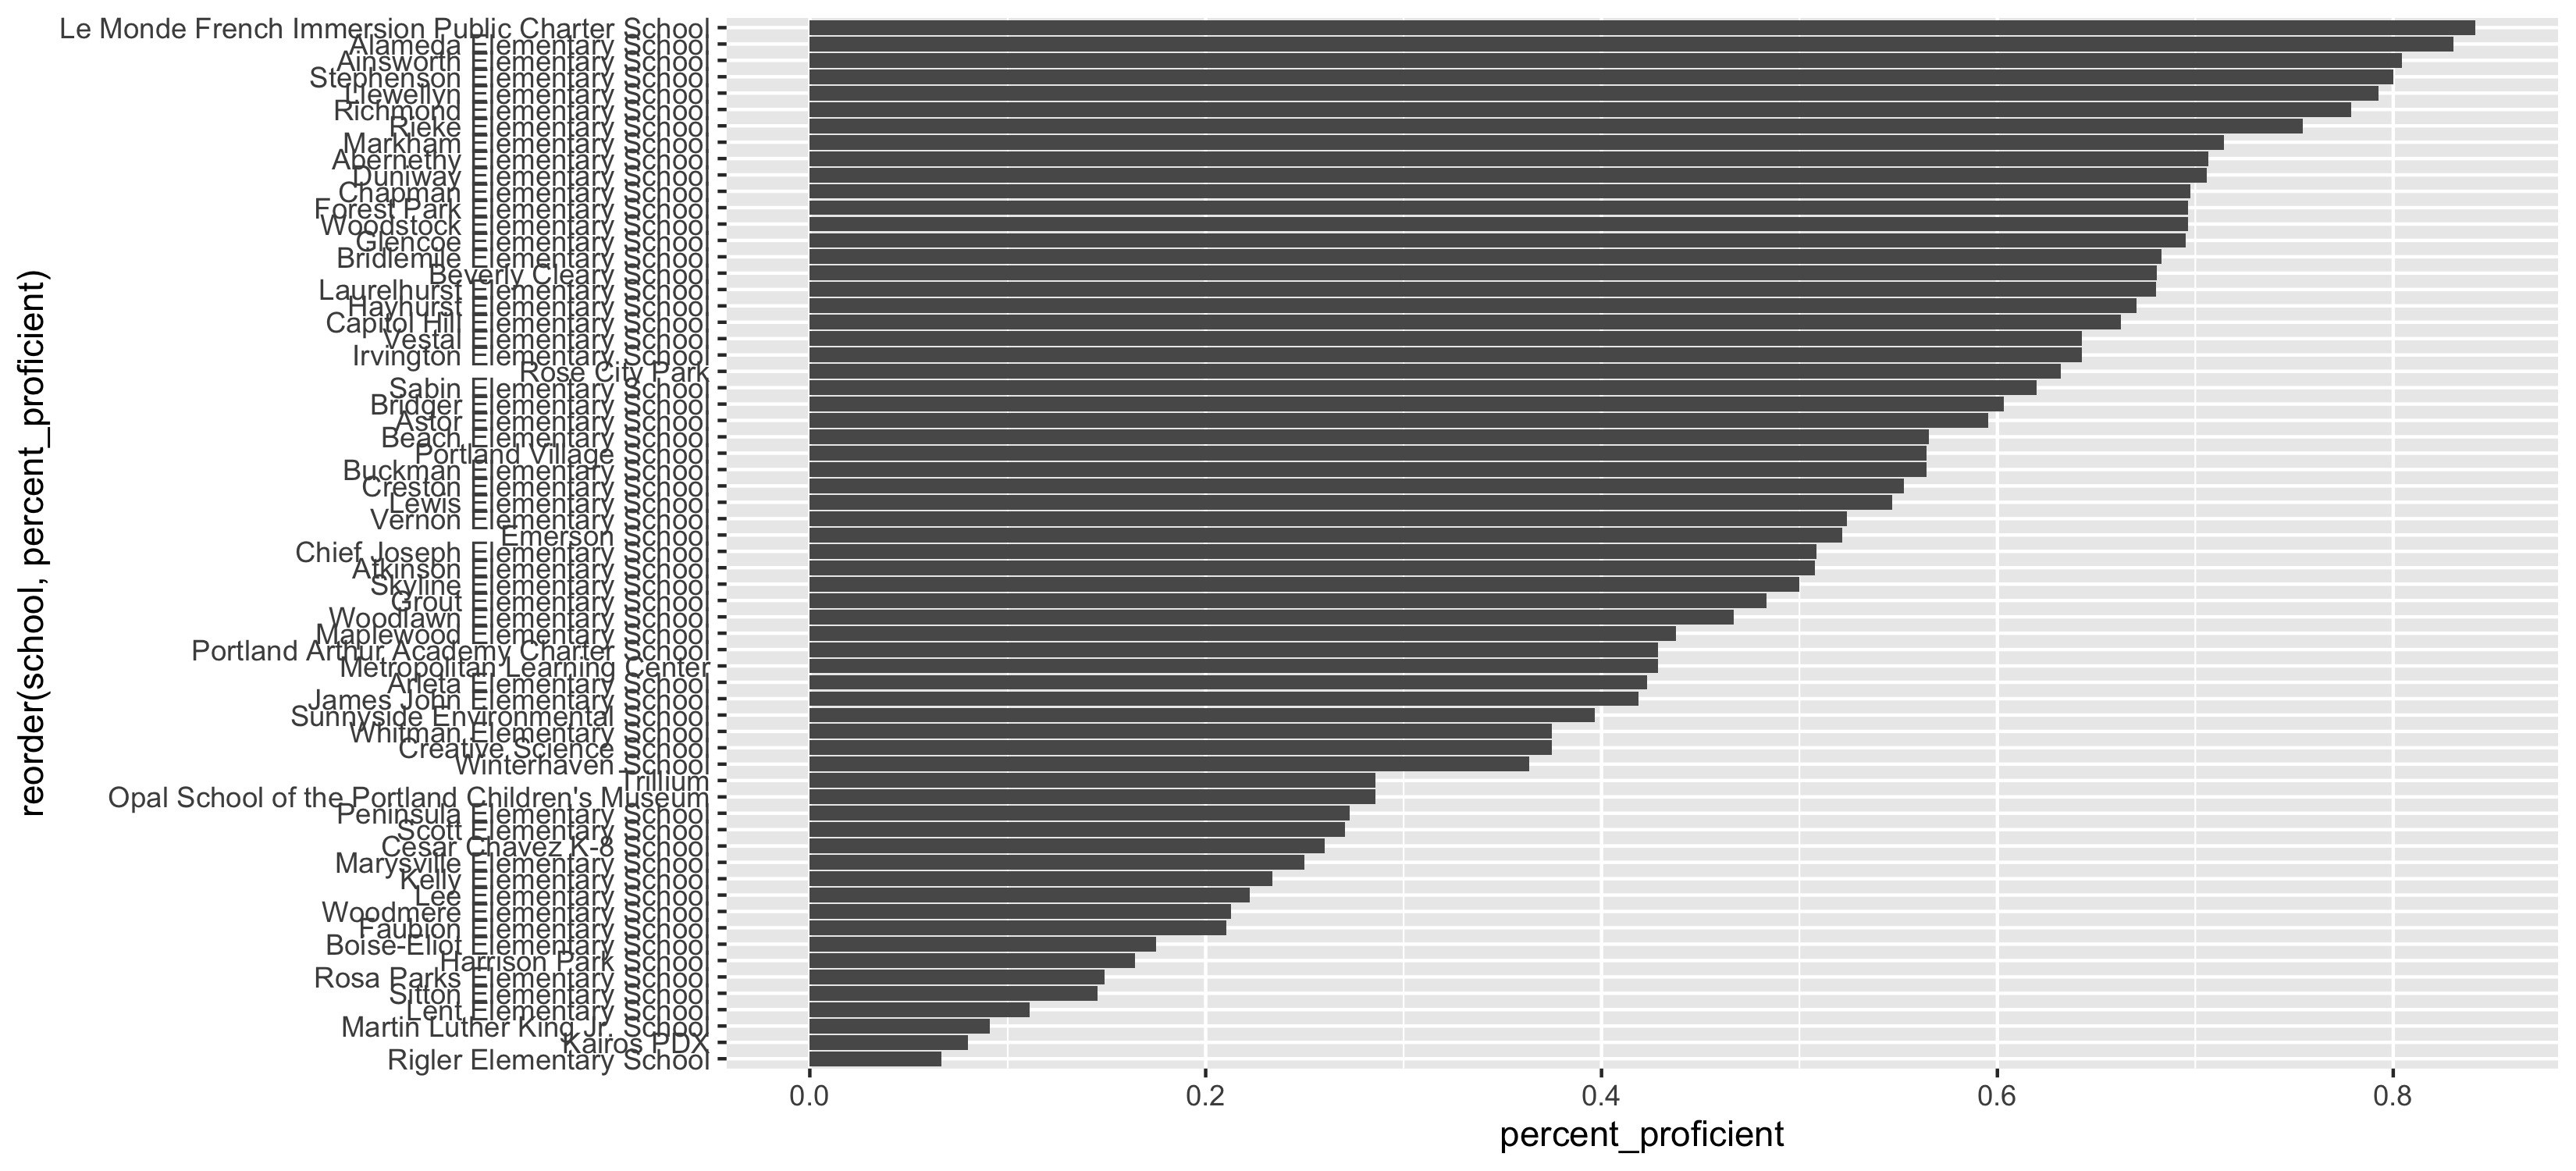 Le Monde French Immersion Public Charter School
Alameda Elementary School
Ainsworth Elementary School
Stephenson Elementary School
Llewellyn Elementary School
Richmond Elementary School
Rieke Elementary School
Markham Elementary School
Abernethy Elementary School
Duniway Elementary School
Chapman Elementary School
Forest Park Elementary School
Woodstock Elementary School
Glencoe Elementary School
Bridlemile Elementary School
Beverly Cleary School
Laurelhurst Elementary School
Hayhurst Elementary School
Capitol Hill Elementary School
Vestal Elementary School
Irvington Elementary School
Rose City Park
Sabin Elementary School
Bridger Elementary School
Astor Elementary School
Beach Elementary School
Portland Village School
Buckman Elementary School
Creston Elementary School
Lewis Elementary School
Vernon Elementary School
Emerson School
Chief Joseph Elementary School
Atkinson Elementary School
Skyline Elementary School
Grout Elementary School
Woodlawn Elementary School
Maplewood Elementary School
Portland Arthur Academy Charter School
Metropolitan Learning Center
Arleta Elementary School
James John Elementary School
Sunnyside Environmental School
Whitman Elementary School
Creative Science School
Winterhaven School
Trillium
Opal School of the Portland Children's Museum
Peninsula Elementary School
Scott Elementary School
Cesar Chavez K-8 School
Marysville Elementary School
Kelly Elementary School
Lee Elementary School
Woodmere Elementary School
Faubion Elementary School
Boise-Eliot Elementary School
Harrison Park School
Rosa Parks Elementary School
Sitton Elementary School
Lent Elementary School
Martin Luther King Jr. School
Kairos PDX
Rigler Elementary School
reorder(school, percent_proficient)
0.0 0.2 0.4 0.6 0.8
percent_proficient